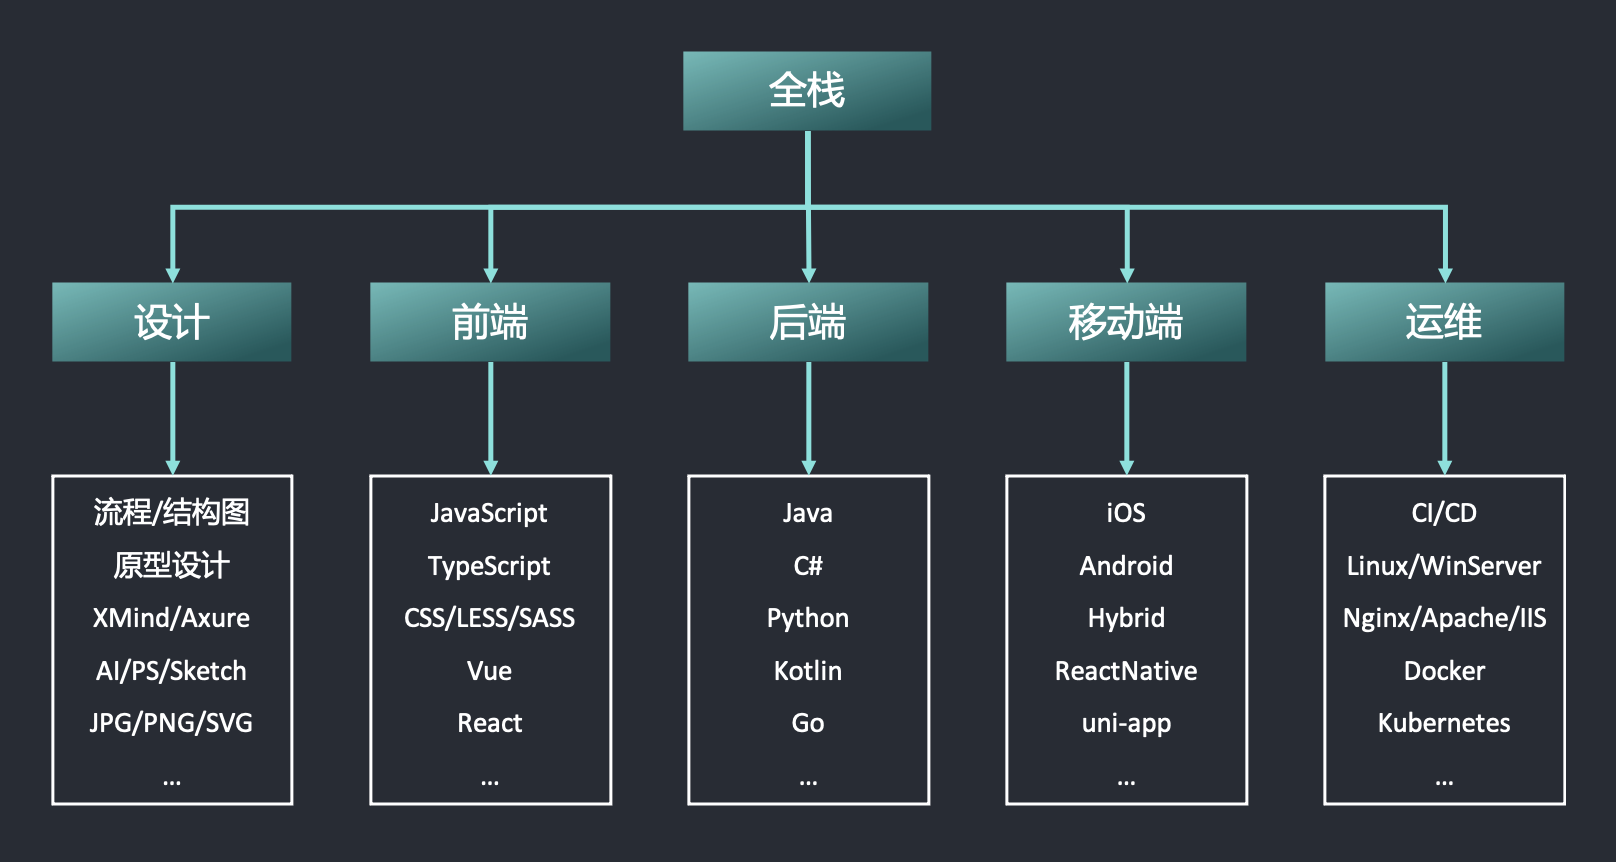 全栈
设计
前端
后端
移动端
运维
流程/结构图
原型设计
XMind/Axure
AI/PS/Sketch
JPG/PNG/SVG
...
JavaScript
TypeScript
CSS/LESS/SASS
Vue
React
...
Java
C#
Python
Kotlin
Go
...
iOS
Android
Hybrid
ReactNative
uni-app
...
CI/CD
Linux/WinServer
Nginx/Apache/IIS
Docker
Kubernetes
...